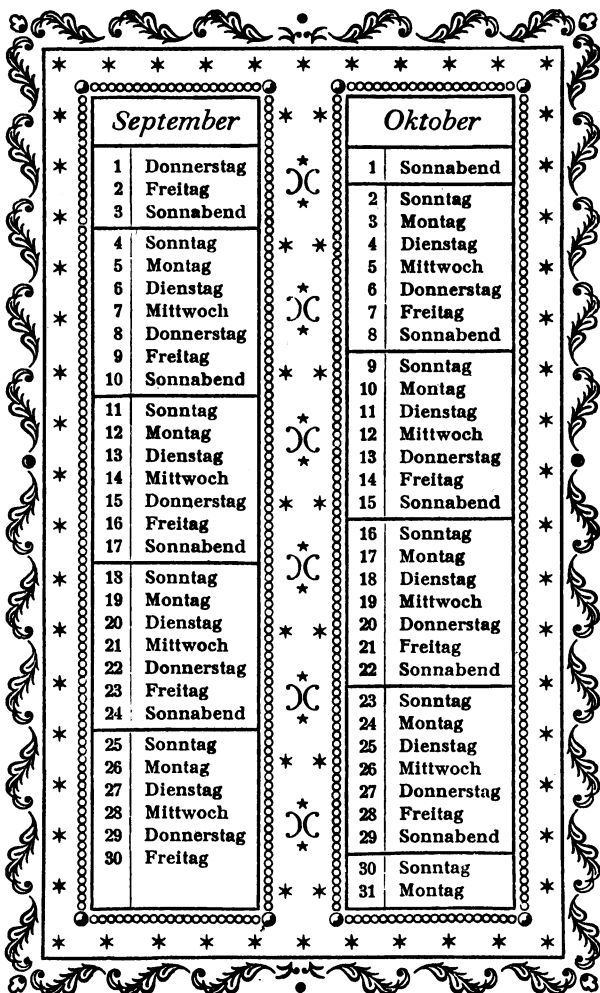 September
1 Donnerstag
2 Freitag
3 Sonnabend
4 Sonntag
5 Montag
6 Dienstag
7 Mittwoch
8 Donnerstag
9 Freitag
10 Sonnabend
11 Sonntag
12 Montag
13 Dienstag
14 Mittwoch
15 Donnerstag
16 Freitag
17 Sonnabend
18 Sonntag
19 Montag
20 Dienstag
21 Mittwoch
22 Donnerstag
23 Freitag
24 Sonnabend
25 Sonntag
26 Montag
27 Dienstag
28 Mittwoch
29 Donnerstag
30 Freitag
Oktober
1 Sonnabend
2 Sonntag
3 Montag
4 Dienstag
5 Mittwoch
6 Donnerstag
7 Freitag
8 Sonnabend
9 Sonntag
10 Montag
11 Dienstag
12 Mittwoch
13 Donnerstag
14 Freitag
15 Sonnabend
16 Sonntag
17 Montag
18 Dienstag
19 Mittwoch
20 Donnerstag
21 Freitag
22 Sonnabend
23 Sonntag
24 Montag
25 Dienstag
26 Mittwoch
27 Donnerstag
28 Freitag
29 Sonnabend
30 Sonntag
31 Montag